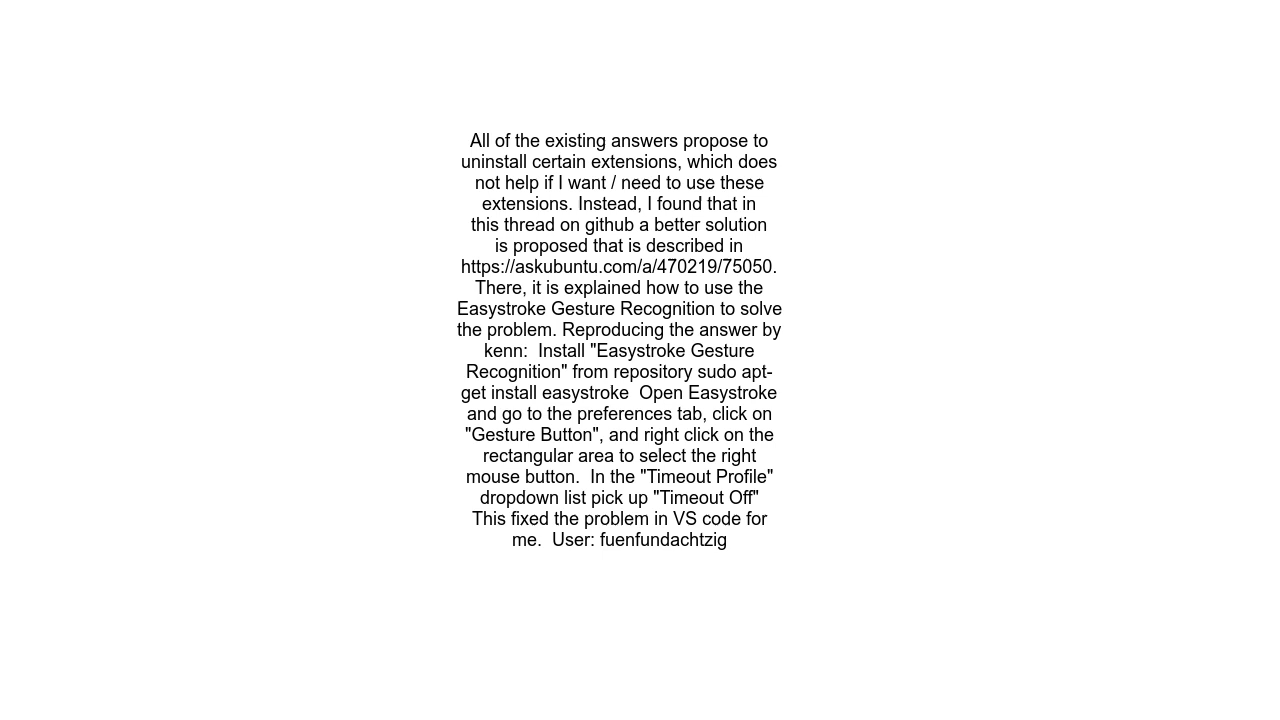 All of the existing answers propose to
uninstall certain extensions, which does
not help if I want / need to use these
extensions. Instead, I found that in
this thread on github a better solution
is proposed that is described in
https://askubuntu.com/a/470219/75050.
There, it is explained how to use the
Easystroke Gesture Recognition to solve
the problem. Reproducing the answer by
kenn:  Install "Easystroke Gesture
Recognition" from repository sudo apt-
get install easystroke  Open Easystroke
and go to the preferences tab, click on
"Gesture Button", and right click on the
rectangular area to select the right
mouse button.  In the "Timeout Profile"
dropdown list pick up "Timeout Off"
This fixed the problem in VS code for
me.  User: fuenfundachtzig